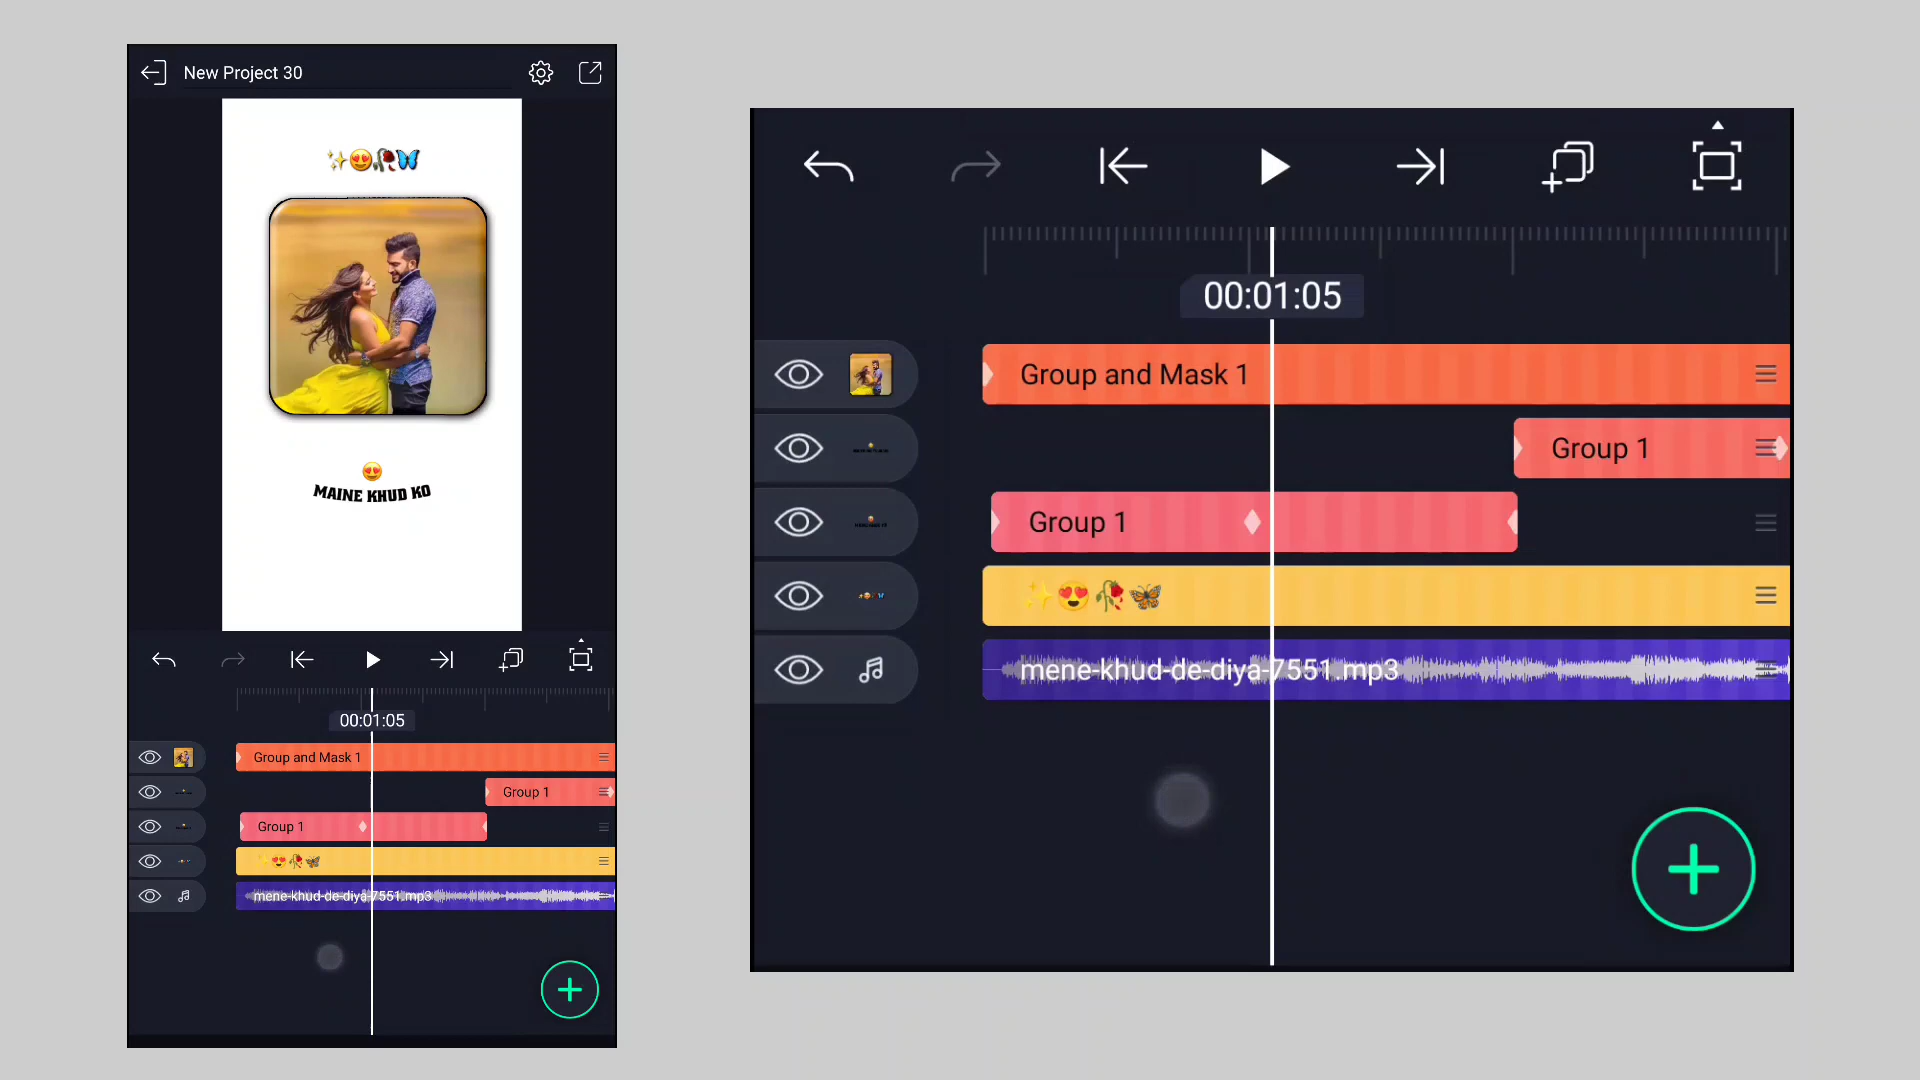 New Project 30
✨😍🥀🦋
😍
MAINE KHUD KO
00:01:05
Group and Mask 1
Group 1
Group 1
✨😍🥀🦋
mene-khud-de-diya-7551.mp3
00:01:05
Group and Mask 1
Group 1
Group 1
✨😍🥀🦋
mene-khud-de-diya-7551.mp3